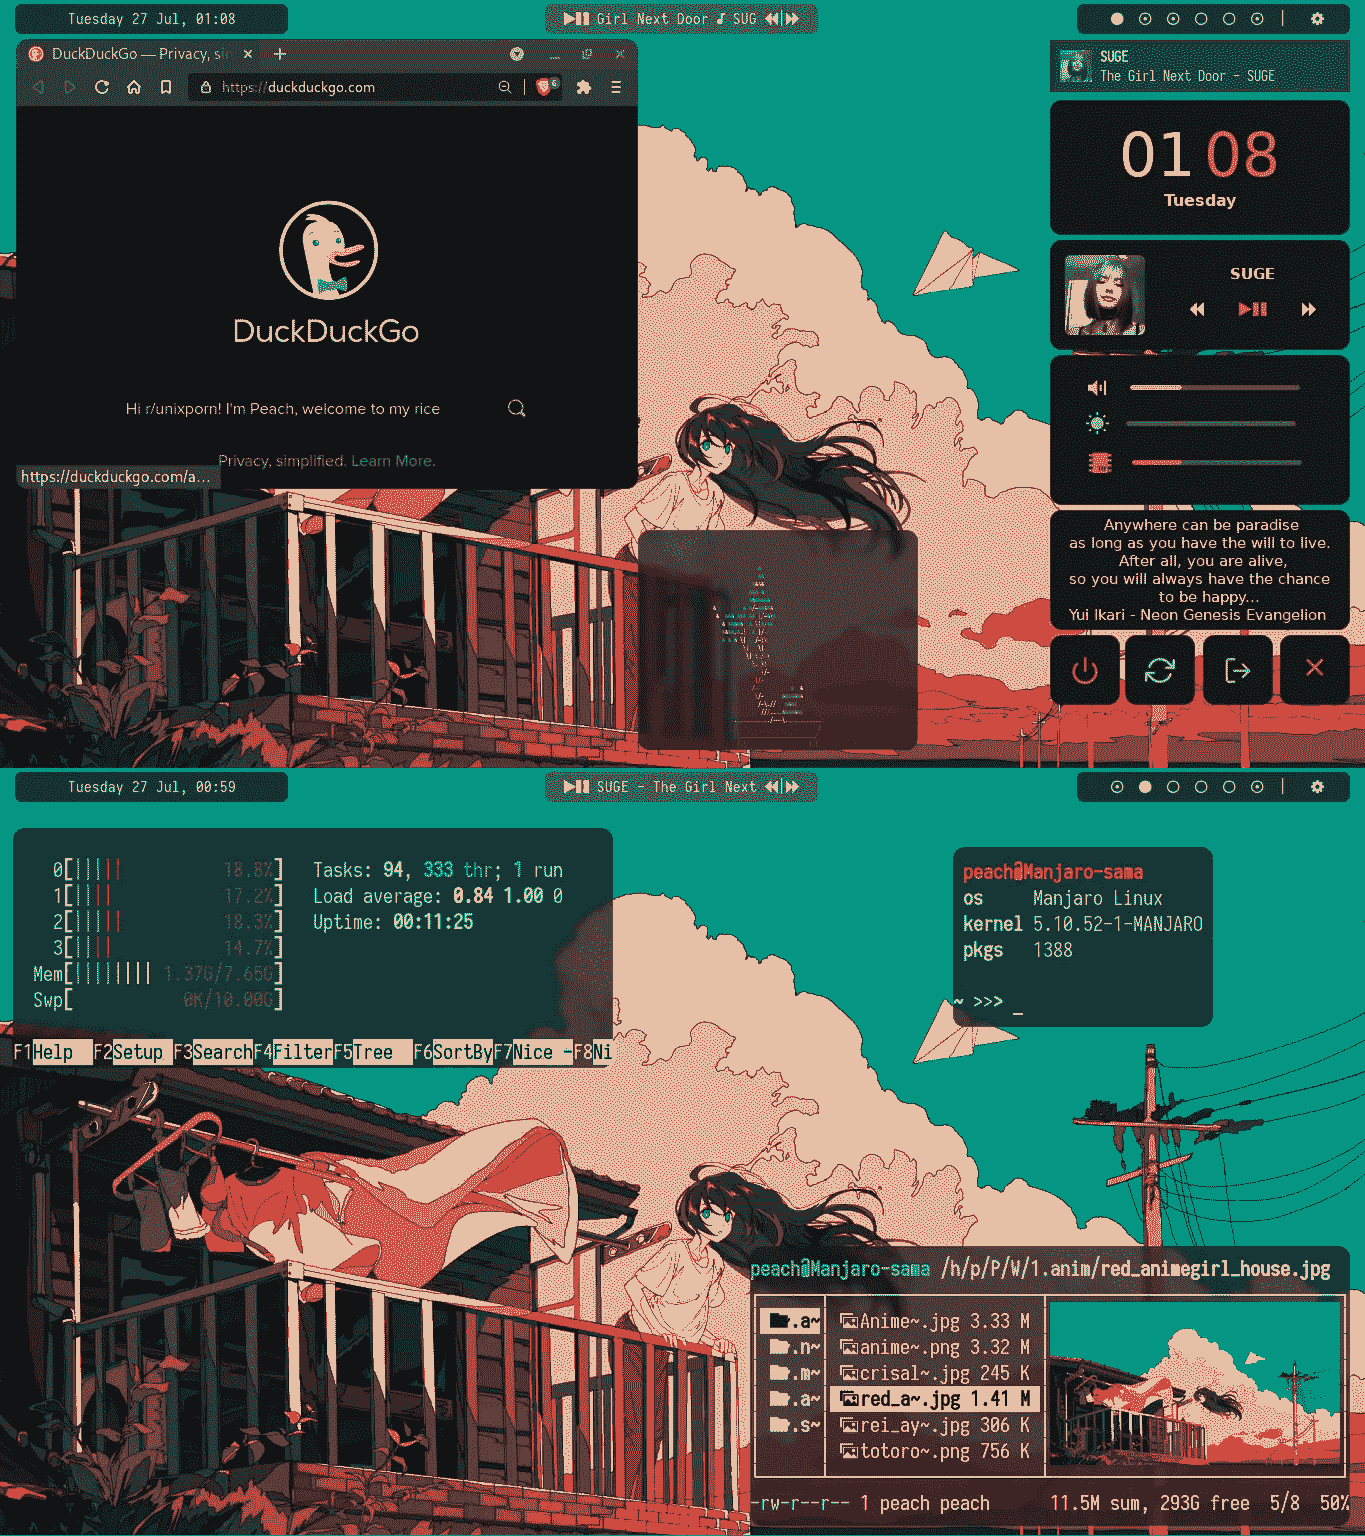 Tuesday 27 Jul, 01:08
Girl Next Door ♪ SUG
DuckDuckGo — Privacy, si
https://duckduckgo.com
6
DuckDuckGo
Hi r/unixporn! I'm Peach, welcome to my rice
Privacy, simplified. Learn More.
https://duckduckgo.com/a...
SUGE
The Girl Next Door - SUGE
01 08
Tuesday
SUGE
Anywhere can be paradise
as long as you have the will to live.
After all, you are alive,
so you will always have the chance
to be happy...
Yui Ikari - Neon Genesis Evangelion
Tuesday 27 Jul, 00:59
SUGE - The Girl Next
0[||||| 18.8%] Tasks: 94, 333 thr; 1 run
1[|||| 17.2%] Load average: 0.84 1.00 0
2[||||| 18.3%] Uptime: 00:11:25
3[|||| 14.7%]
Mem[|||||||| 1.37G/7.65G]
Swp[ 0K/10.00G]
F1Help F2Setup F3SearchF4FilterF5Tree F6SortByF7Nice -F8Ni
peach@Manjaro-sama
os Manjaro Linux
kernel 5.10.52-1-MANJARO
pkgs 1388
~ >>> _
peach@Manjaro-sama /h/p/P/W/1.anim/red_animegirl_house.jpg
.a~ Anime~.jpg 3.33 M
.n~ anime~.png 3.32 M
.m~ crisal~.jpg 245 K
.a~ red_a~.jpg 1.41 M
.s~ rei_ay~.jpg 306 K
totoro~.png 756 K
-rw-r--r-- 1 peach peach 11.5M sum, 293G free 5/8 50%